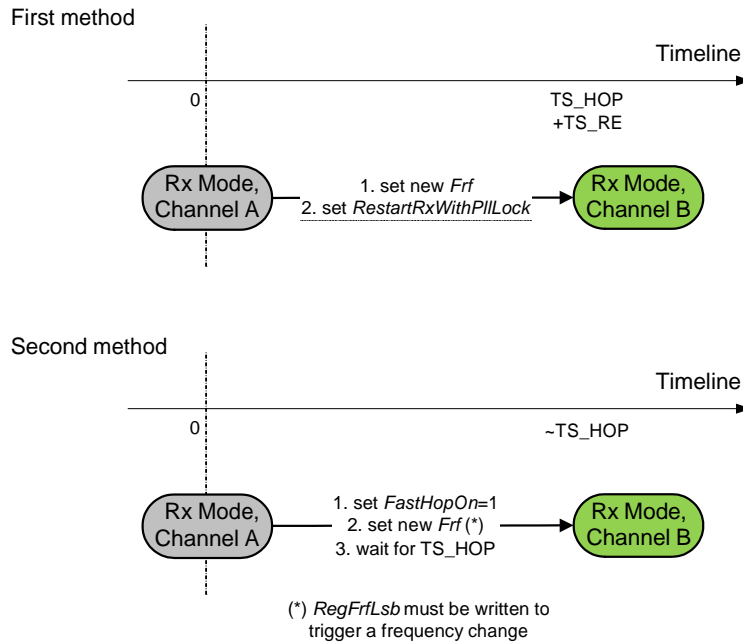 First method
Timeline
0
TS_HOP
+TS_RE
Rx Mode,
Channel A
1. set new Frf
2. set RestartRxWithPllLock
Rx Mode,
Channel B
Second method
Timeline
0
~TS_HOP
Rx Mode,
Channel A
1. set FastHopOn=1
2. set new Frf (*)
3. wait for TS_HOP
Rx Mode,
Channel B
(*) RegFrfLsb must be written to
trigger a frequency change